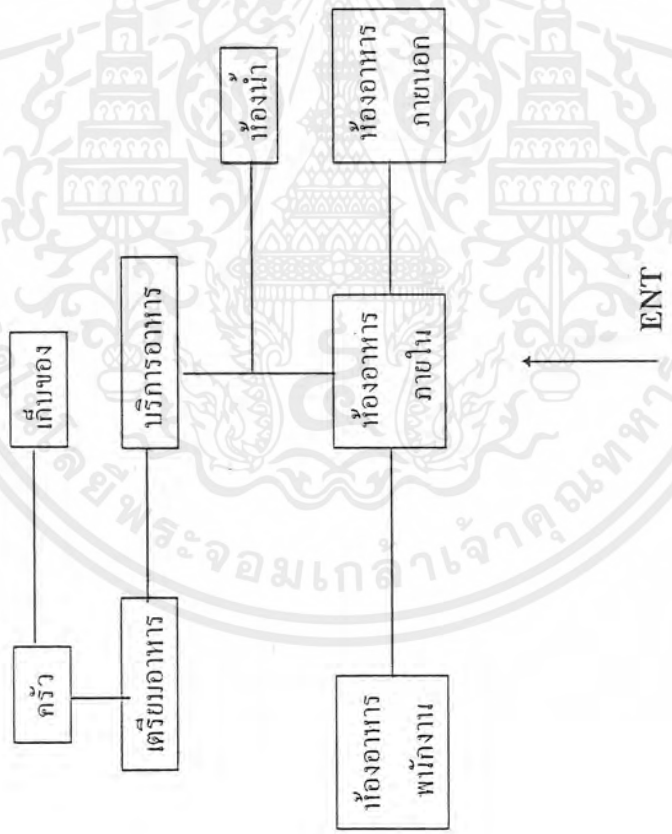 ครัว
เก็บของ
เตรียมอาหาร
บริการอาหาร
ห้องน้ำ
ห้องอาหาร
พนักงาน
ห้องอาหาร
ภายใน
ห้องอาหาร
ภายนอก
ENT